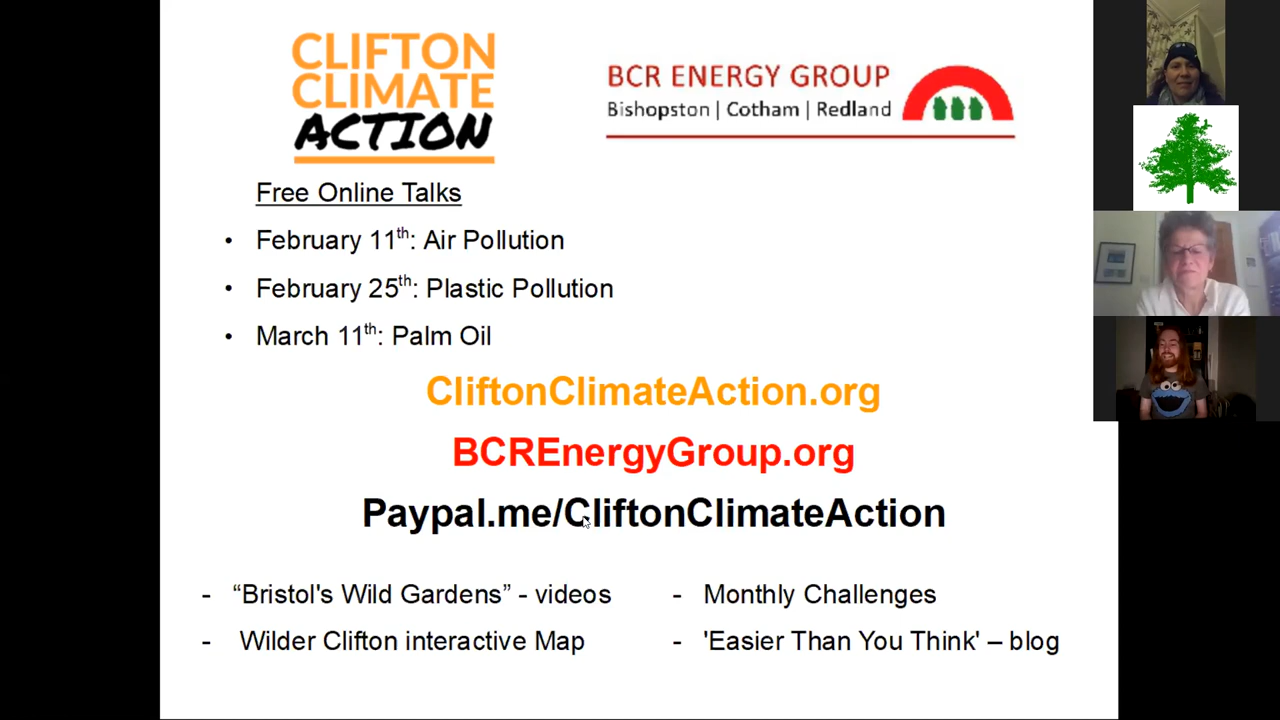 CLIFTON
CLIMATE
ACTION
BCR ENERGY GROUP
Bishopston | Cotham | Redland
Free Online Talks
• February 11th: Air Pollution
• February 25th: Plastic Pollution
• March 11th: Palm Oil
CliftonClimateAction.org
BCREnergyGroup.org
Paypal.me/CliftonClimateAction
- “Bristol's Wild Gardens” - videos
- Wilder Clifton interactive Map
- Monthly Challenges
- 'Easier Than You Think' – blog